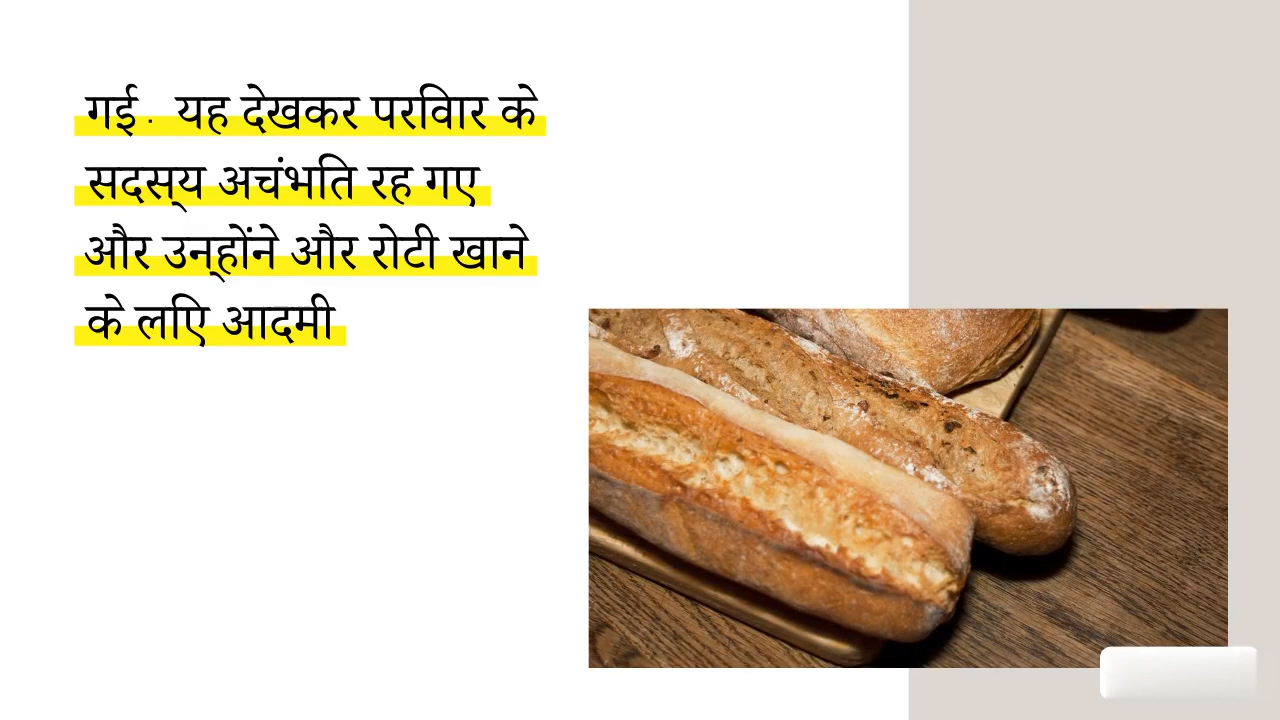 गई. यह देखकर परिवार के
सदस्य अचंभित रह गए
और उन्होंने और रोटी खाने
के लिए आदमी